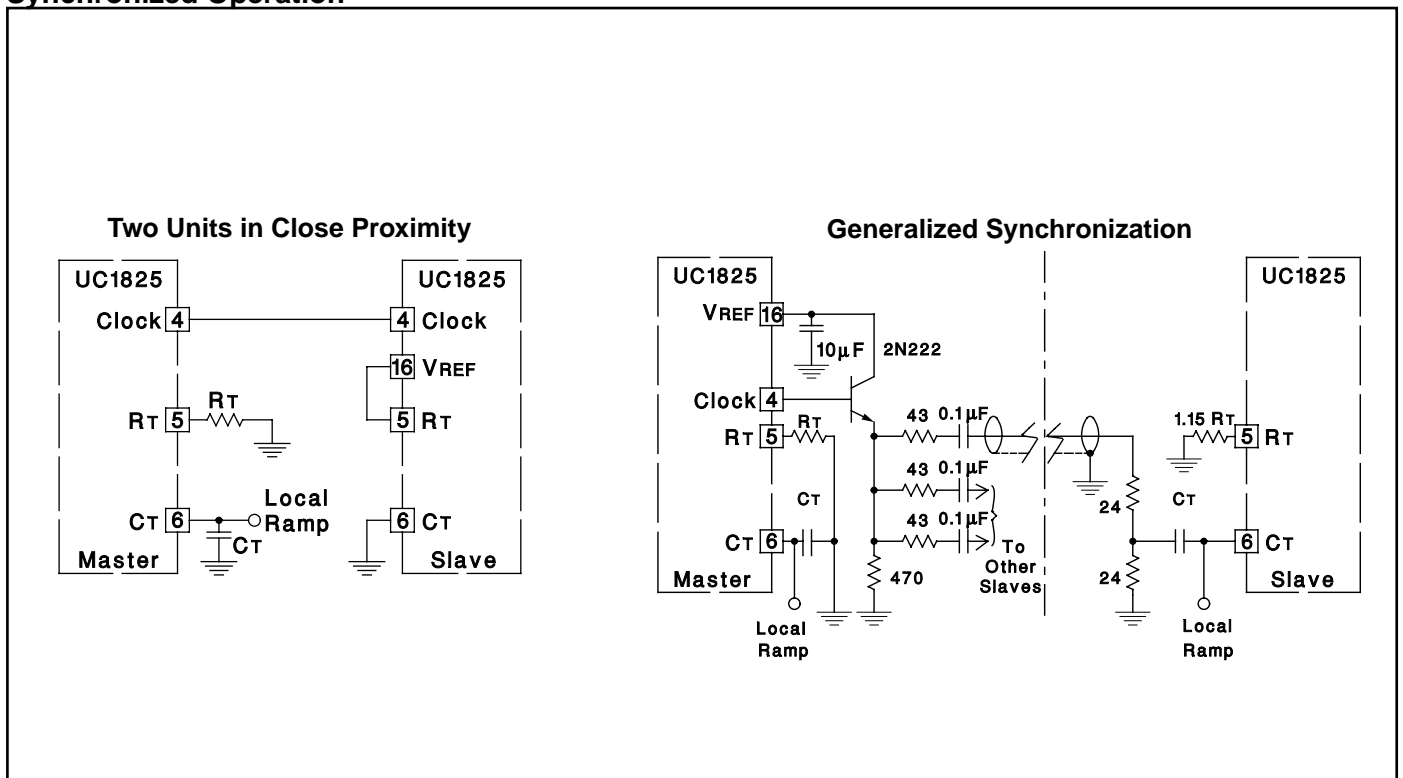 Synchronized Operation
Two Units in Close Proximity
UC1825
UC1825
Clock 4
4 Clock
16 VREF
RT 5
RT
5 RT
Local
Ramp
CT 6
CT
6 CT
Master
Slave
Generalized Synchronization
UC1825
UC1825
VREF 16
10µF
2N222
Clock 4
43 0.1µF
1.15 RT
RT 5
RT
5 RT
43 0.1µF
CT
24
CT
43 0.1µF
CT 6
To
Other
Slaves
6 CT
Master
470
24
Slave
Local
Ramp
Local
Ramp